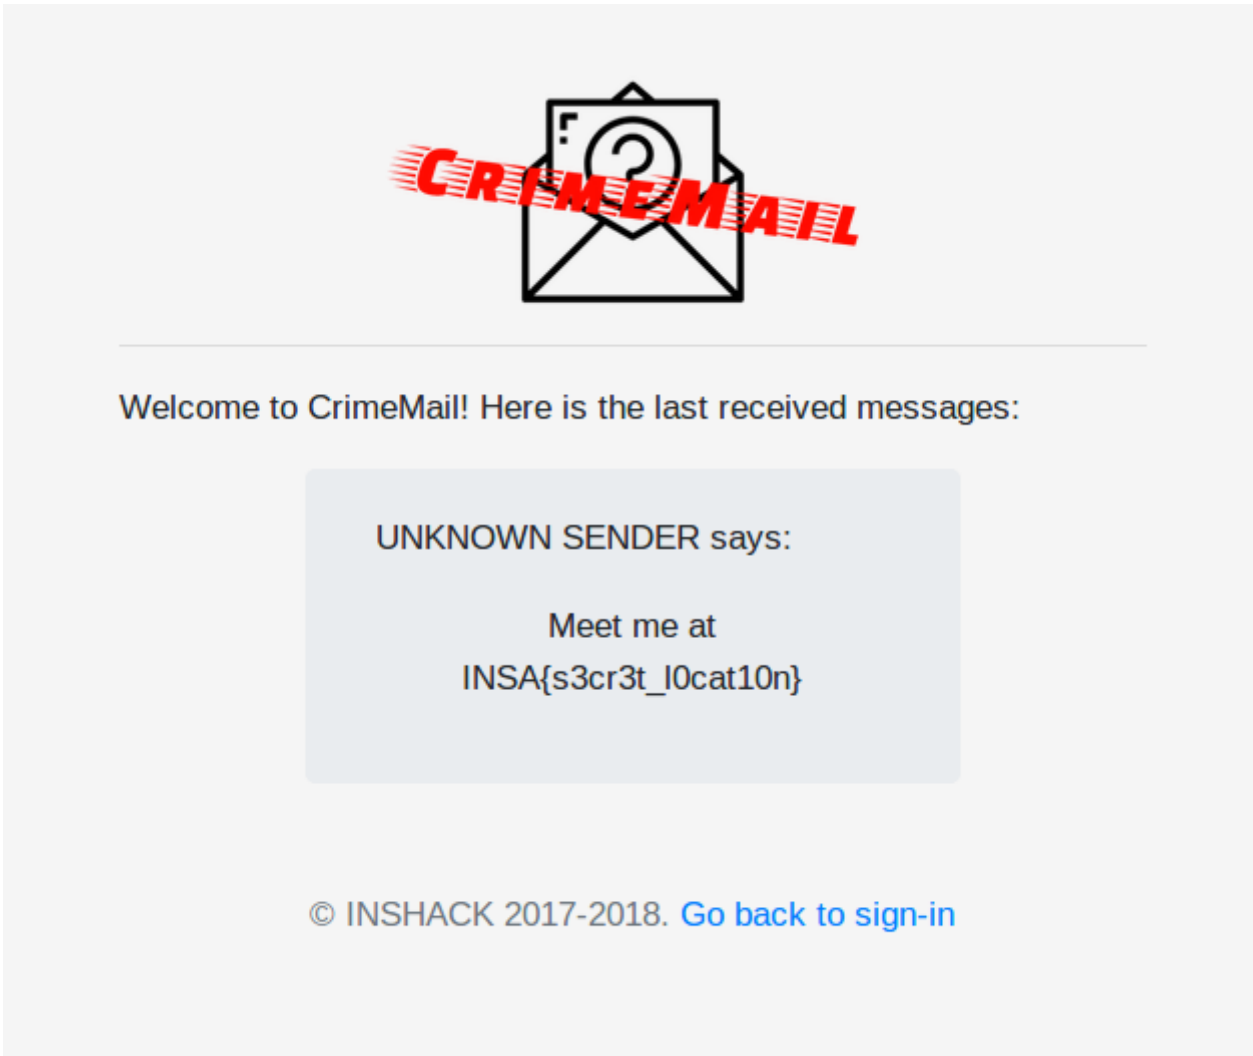 CrimeMail
Welcome to CrimeMail! Here is the last received messages:
UNKNOWN SENDER says:
Meet me at
INSA{s3cr3t_l0cat10n}
© INSHACK 2017-2018. Go back to sign-in